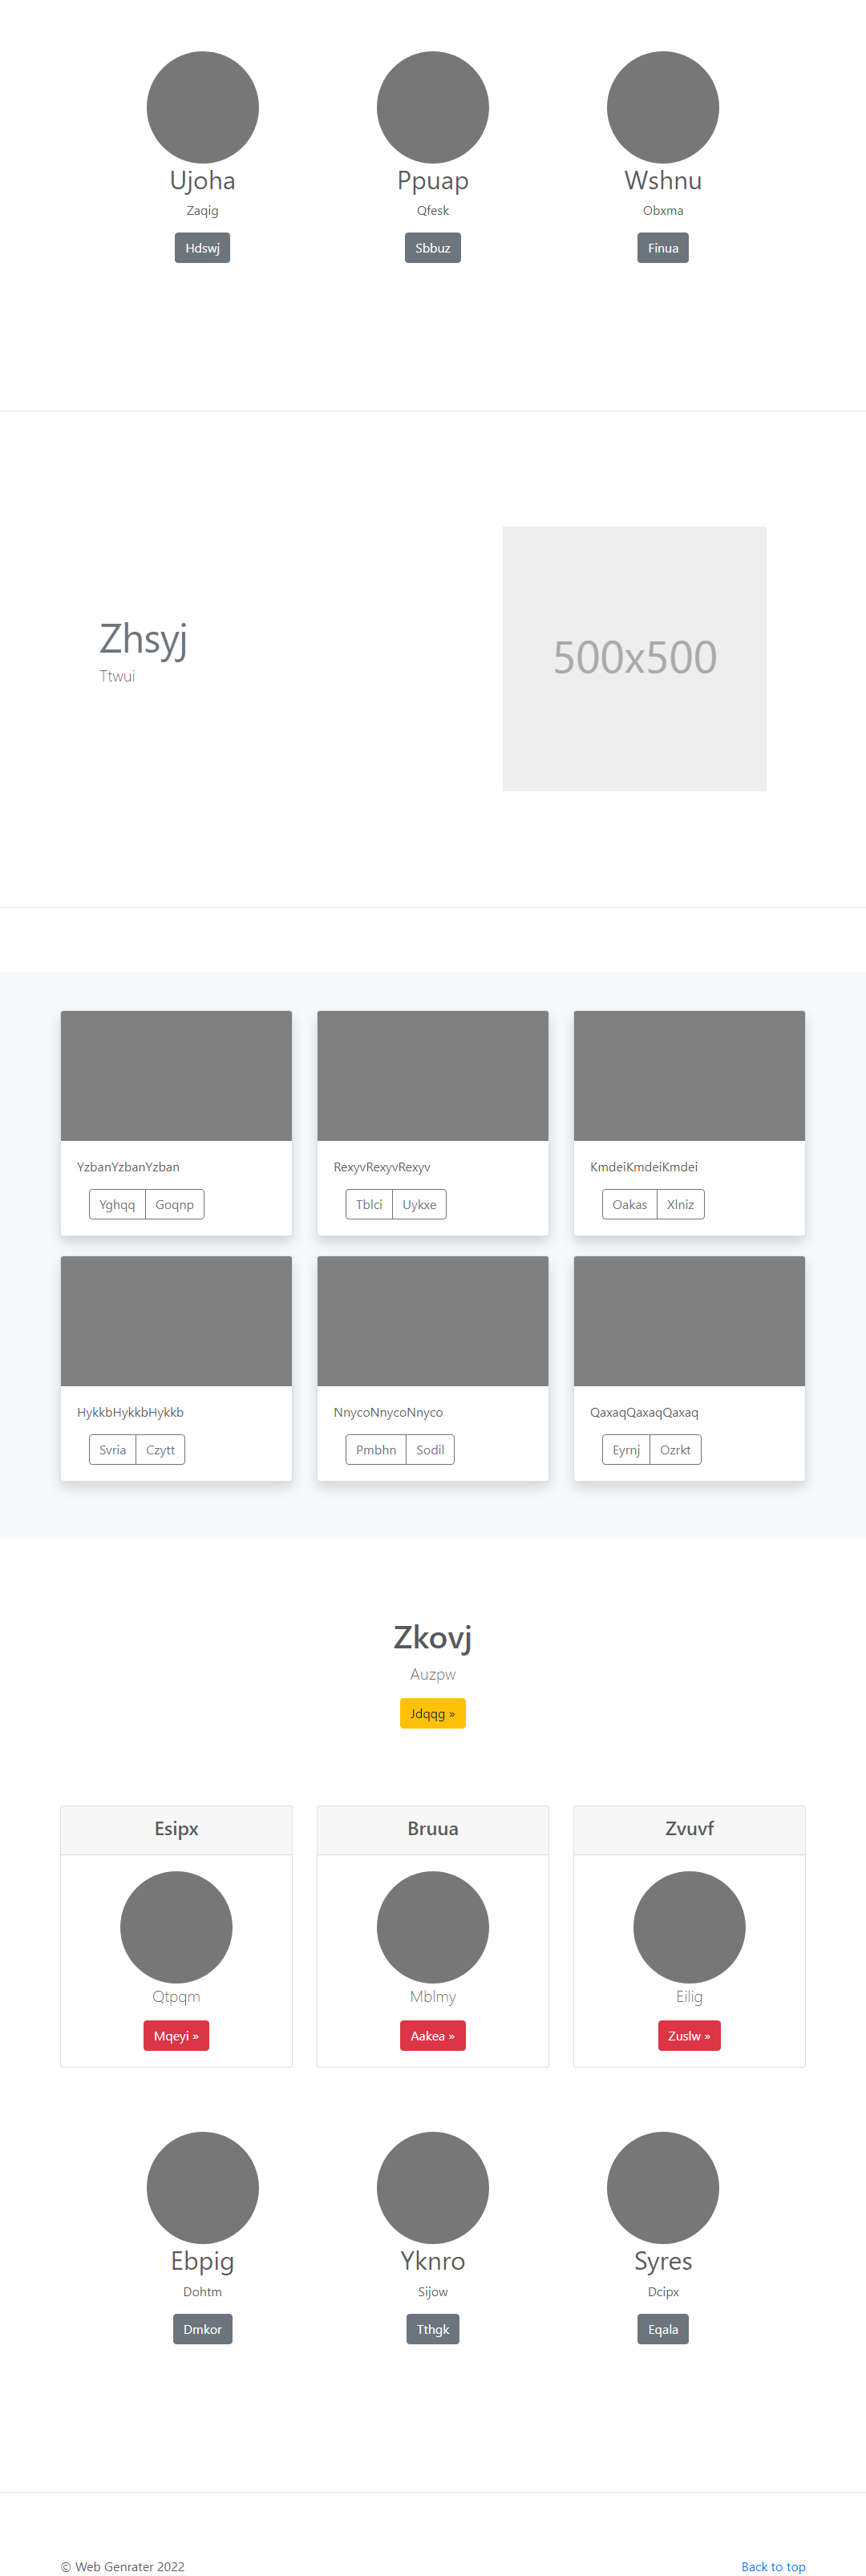 Ujoha Ppuap Wshnu
Zaqig Qfesk Obxma
Hdswj Sbbuz Finua
Zhsyj
Ttwui
500x500
YzbanYzbanYzban RexyvRexyvRexyv KmdeiKmdeiKmdei
Yghqq Goqnp Tblci Uykxe Oakas Xlniz
HykkbHykkbHykkb NnycoNnycoNnyco QaxaqQaxaqQaxaq
Svria Czytt Pmbhn Sodil Eyrnj Ozrkt
Zkovj
Auzpw
Jdqqg »
Esipx Bruua Zvuvf
Qtpqm Mblmy Eilig
Mqeyi » Aakea » Zuslw »
Ebpig Yknro Syres
Dohtm Sijow Dcipx
Dmkor Tthgk Eqala
© Web Genrater 2022 Back to top